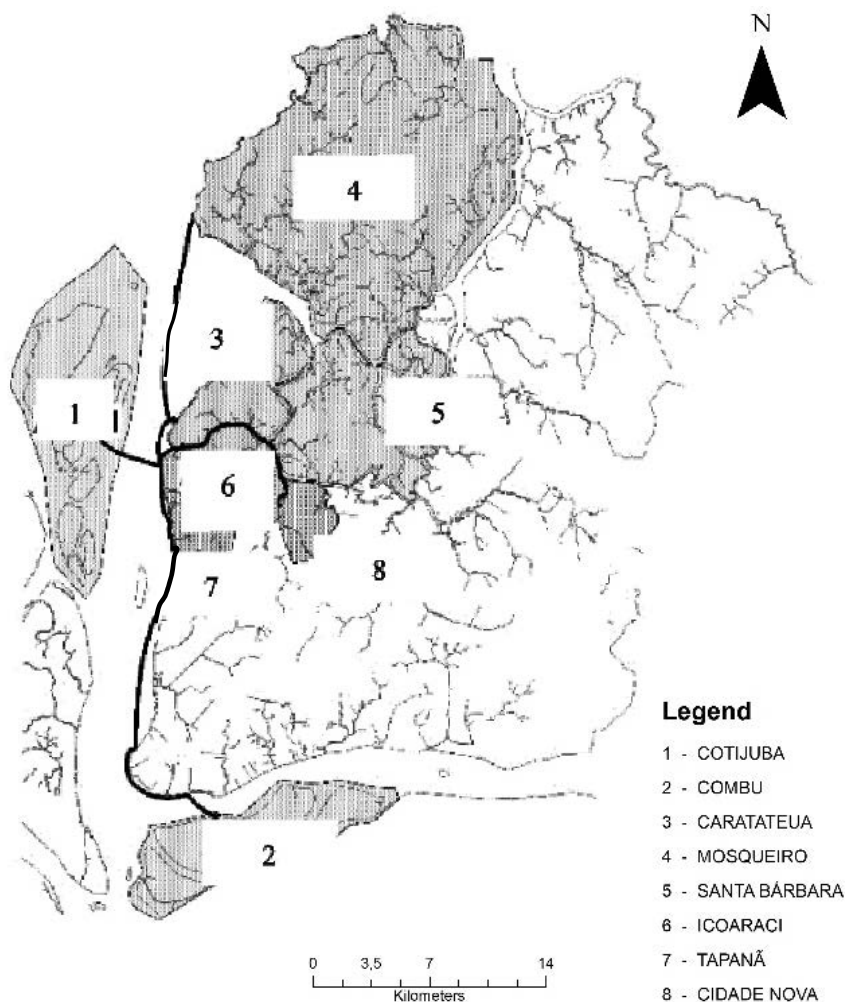 N
4
3
1
5
6
7
8
2
Legend
1 - COTIJUBA
2 - COMBU
3 - CARATATEUA
4 - MOSQUEIRO
5 - SANTA BÁRBARA
6 - ICOARACI
7 - TAPANÃ
8 - CIDADE NOVA
0 3,5 7 14
Kilometers